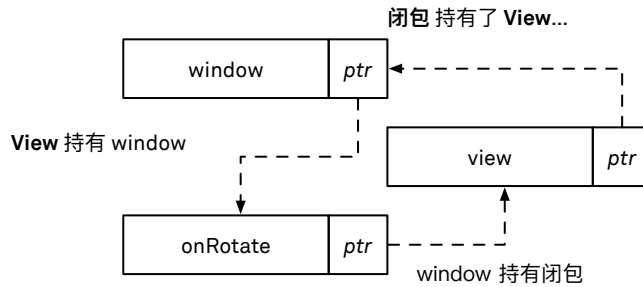 闭包 持有了 View...
window ptr
View 持有 window
view ptr
onRotate ptr
window 持有闭包